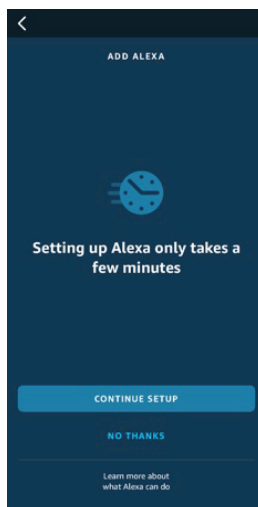 ADD ALEXA
Setting up Alexa only takes a
few minutes
CONTINUE SETUP
NO THANKS
Learn more about
what Alexa can do